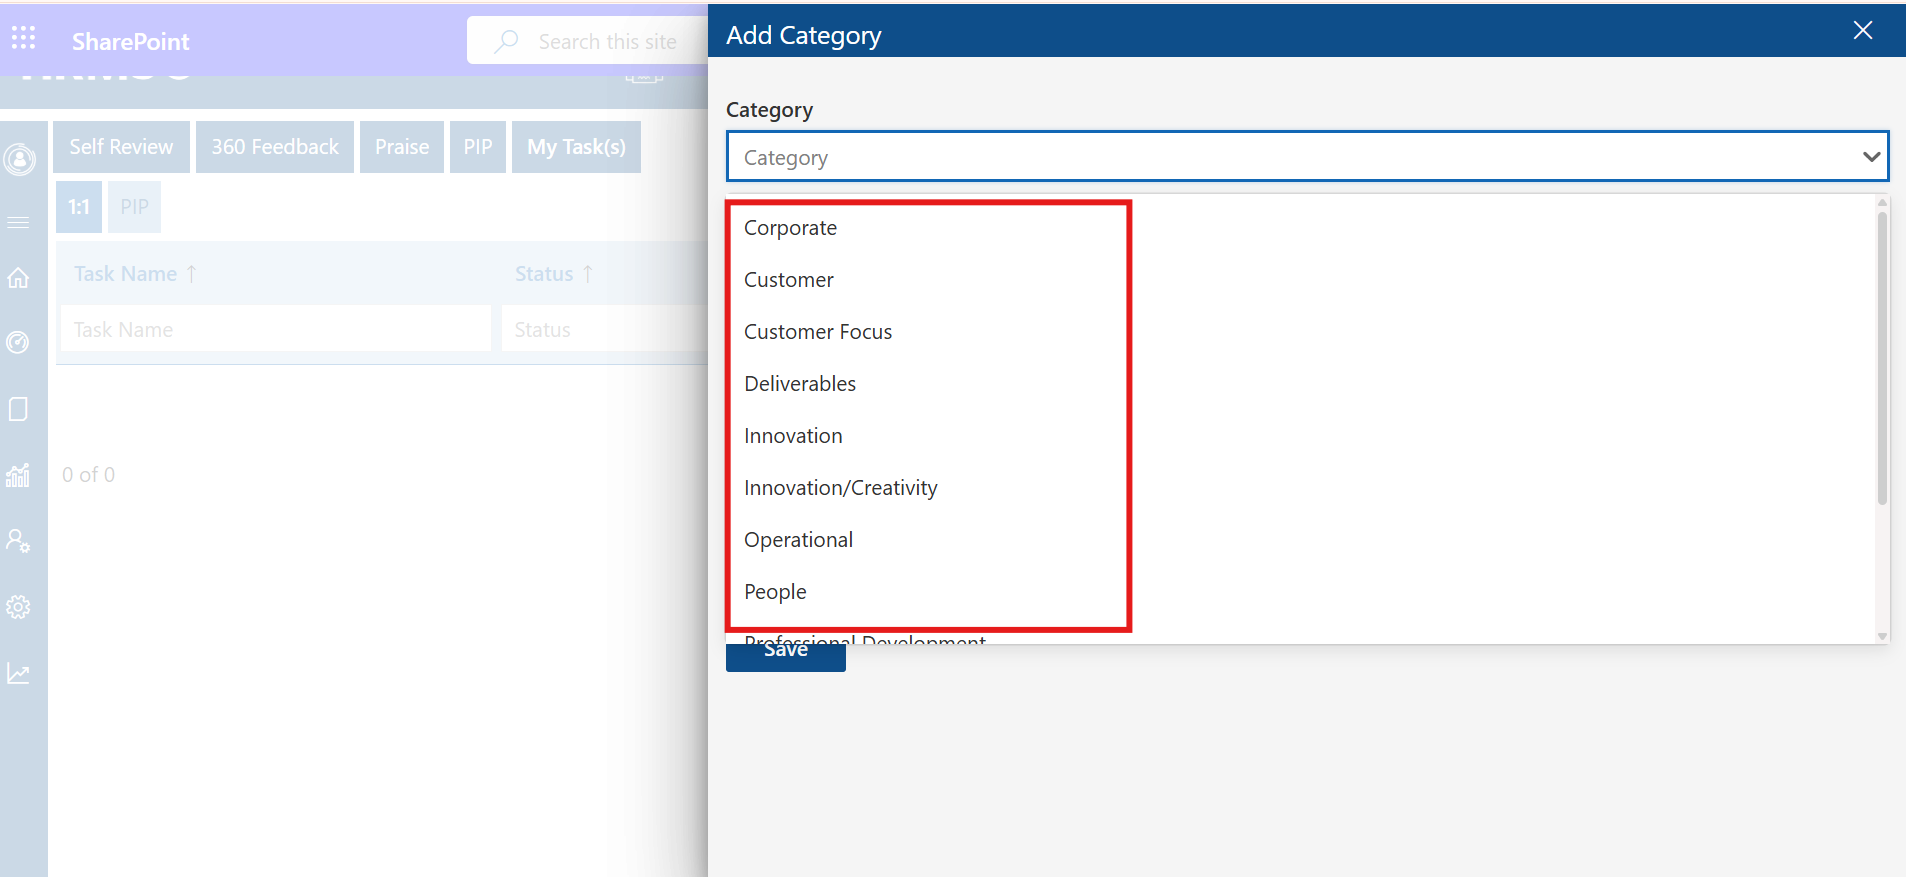 SharePoint
Search this site
Add Category
Self Review
360 Feedback
Praise
PIP
My Task(s)
1:1
PIP
Task Name ↑
Status ↑
Task Name
Status
0 of 0
Category
Category
Corporate
Customer
Customer Focus
Deliverables
Innovation
Innovation/Creativity
Operational
People
Professional Development
Save